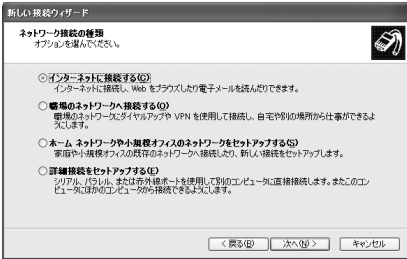 新しい接続ウィザード
ネットワーク接続の種類
オプションを選んでください。
インターネットに接続する(C)
インターネットに接続し、Web をブラウズしたり電子メールを読んだりできます。
職場のネットワークへ接続する(O)
職場のネットワークにダイヤルアップや VPN を使用して接続し、自宅や別の場所から仕事ができるよ
うにします。
ホーム ネットワークや小規模オフィスのネットワークをセットアップする(S)
家庭や小規模オフィスの既存のネットワークへ接続したり、新しい接続をセットアップします。
詳細接続をセットアップする(E)
シリアル、パラレル、または赤外線ポートを使用して別のコンピュータに直接接続します。またこのコン
ピュータにほかのコンピュータから接続できるようにします。
< 戻る(B)
次へ(N) >
キャンセル